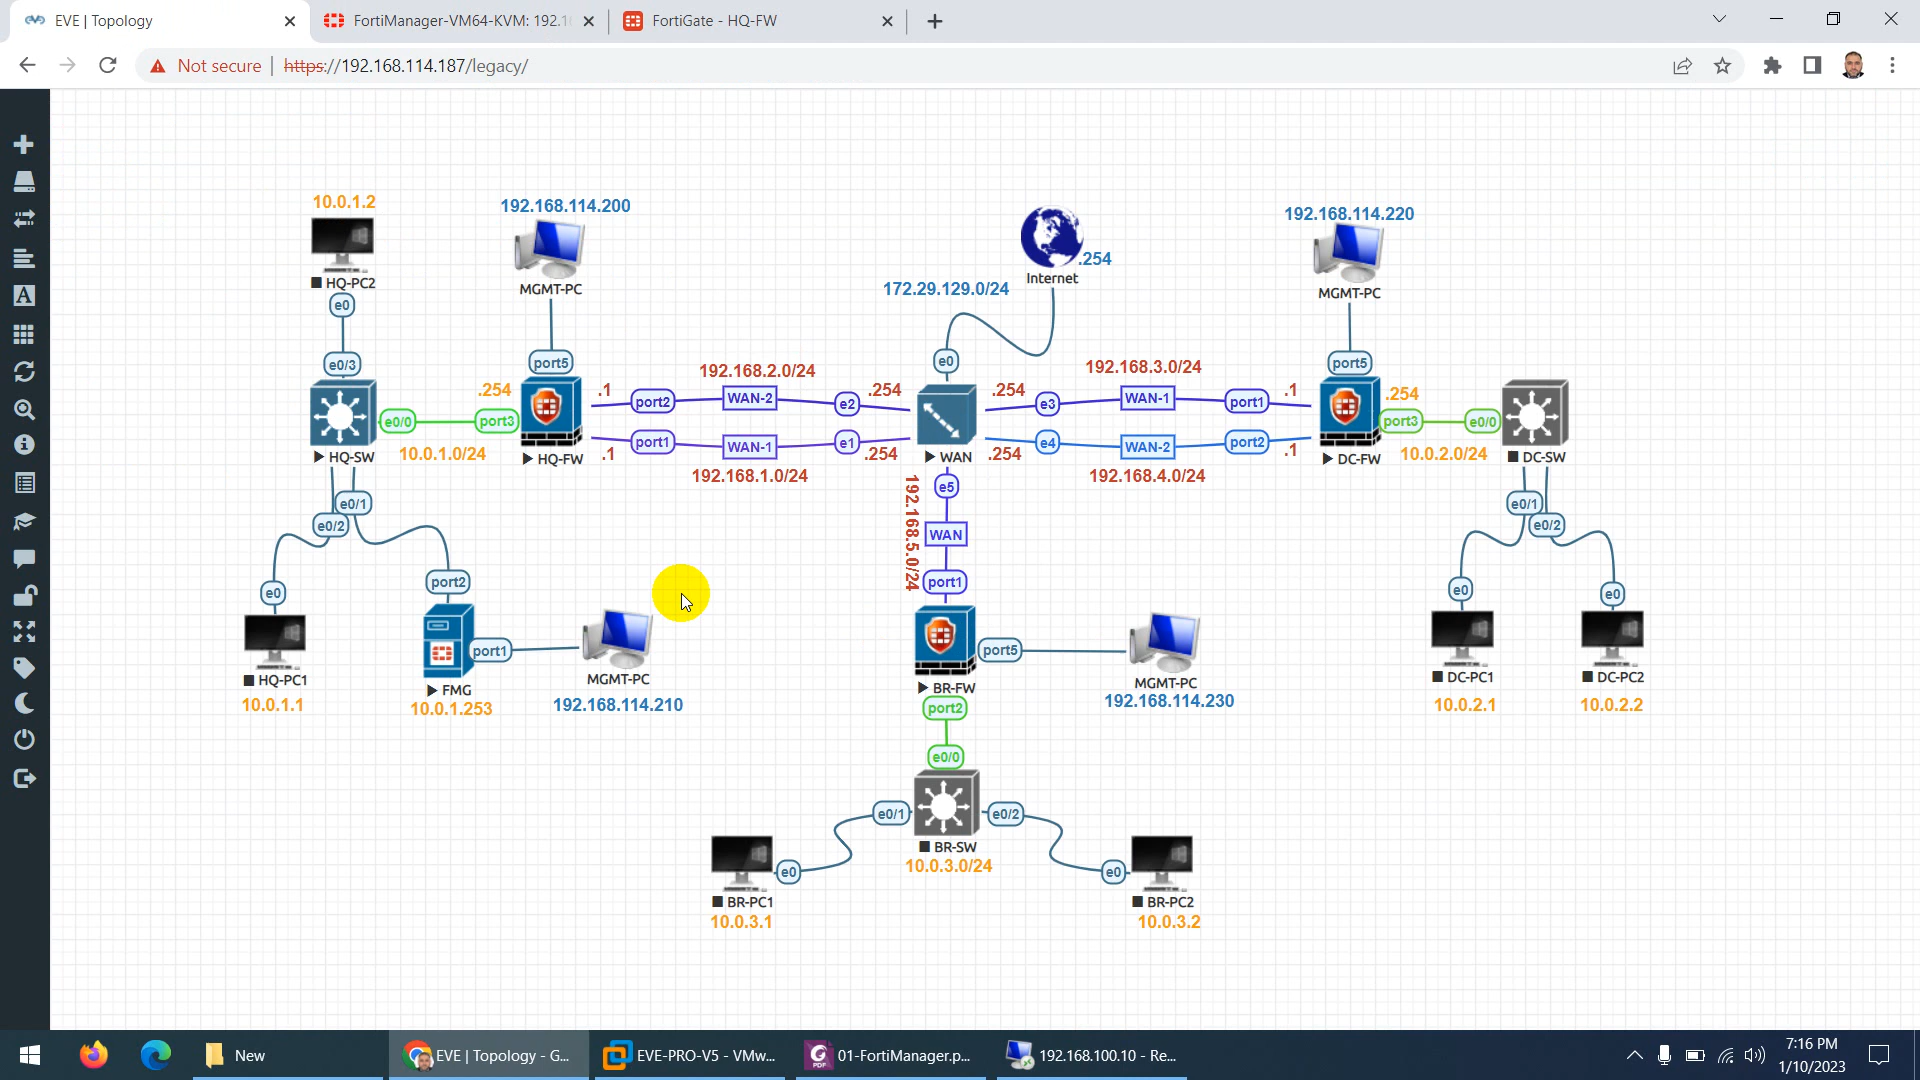 EVE | Topology
FortiManager-VM64-KVM: 192.1
FortiGate - HQ-FW
Not secure
https://192.168.114.187/legacy/
10.0.1.2
HQ-PC2
e0
e0/3
192.168.114.200
MGMT-PC
port5
172.29.129.0/24
Internet
.254
e0
192.168.114.220
MGMT-PC
port5
HQ-SW
e0/0
10.0.1.0/24
.254
port3
HQ-FW
.1
port2
192.168.2.0/24
WAN-2
e2
.254
.1
port1
WAN-1
192.168.1.0/24
e1
.254
WAN
.254
e3
192.168.3.0/24
WAN-1
port1
.1
.254
e4
WAN-2
192.168.4.0/24
port2
.1
DC-FW
.254
port3
10.0.2.0/24
e0/0
DC-SW
e0/1
e0/2
e0
HQ-PC1
10.0.1.1
port2
FMG
10.0.1.253
port1
MGMT-PC
192.168.114.210
e5
192.168.5.0/24
WAN
port1
BR-FW
port5
MGMT-PC
192.168.114.230
port2
e0/0
e0/1
e0/2
BR-SW
10.0.3.0/24
e0
BR-PC1
10.0.3.1
e0
BR-PC2
10.0.3.2
e0/1
e0/2
e0
DC-PC1
10.0.2.1
e0
DC-PC2
10.0.2.2
New
EVE | Topology - G...
EVE-PRO-V5 - VMw...
01-FortiManager.p...
192.168.100.10 - Re...
7:16 PM
1/10/2023